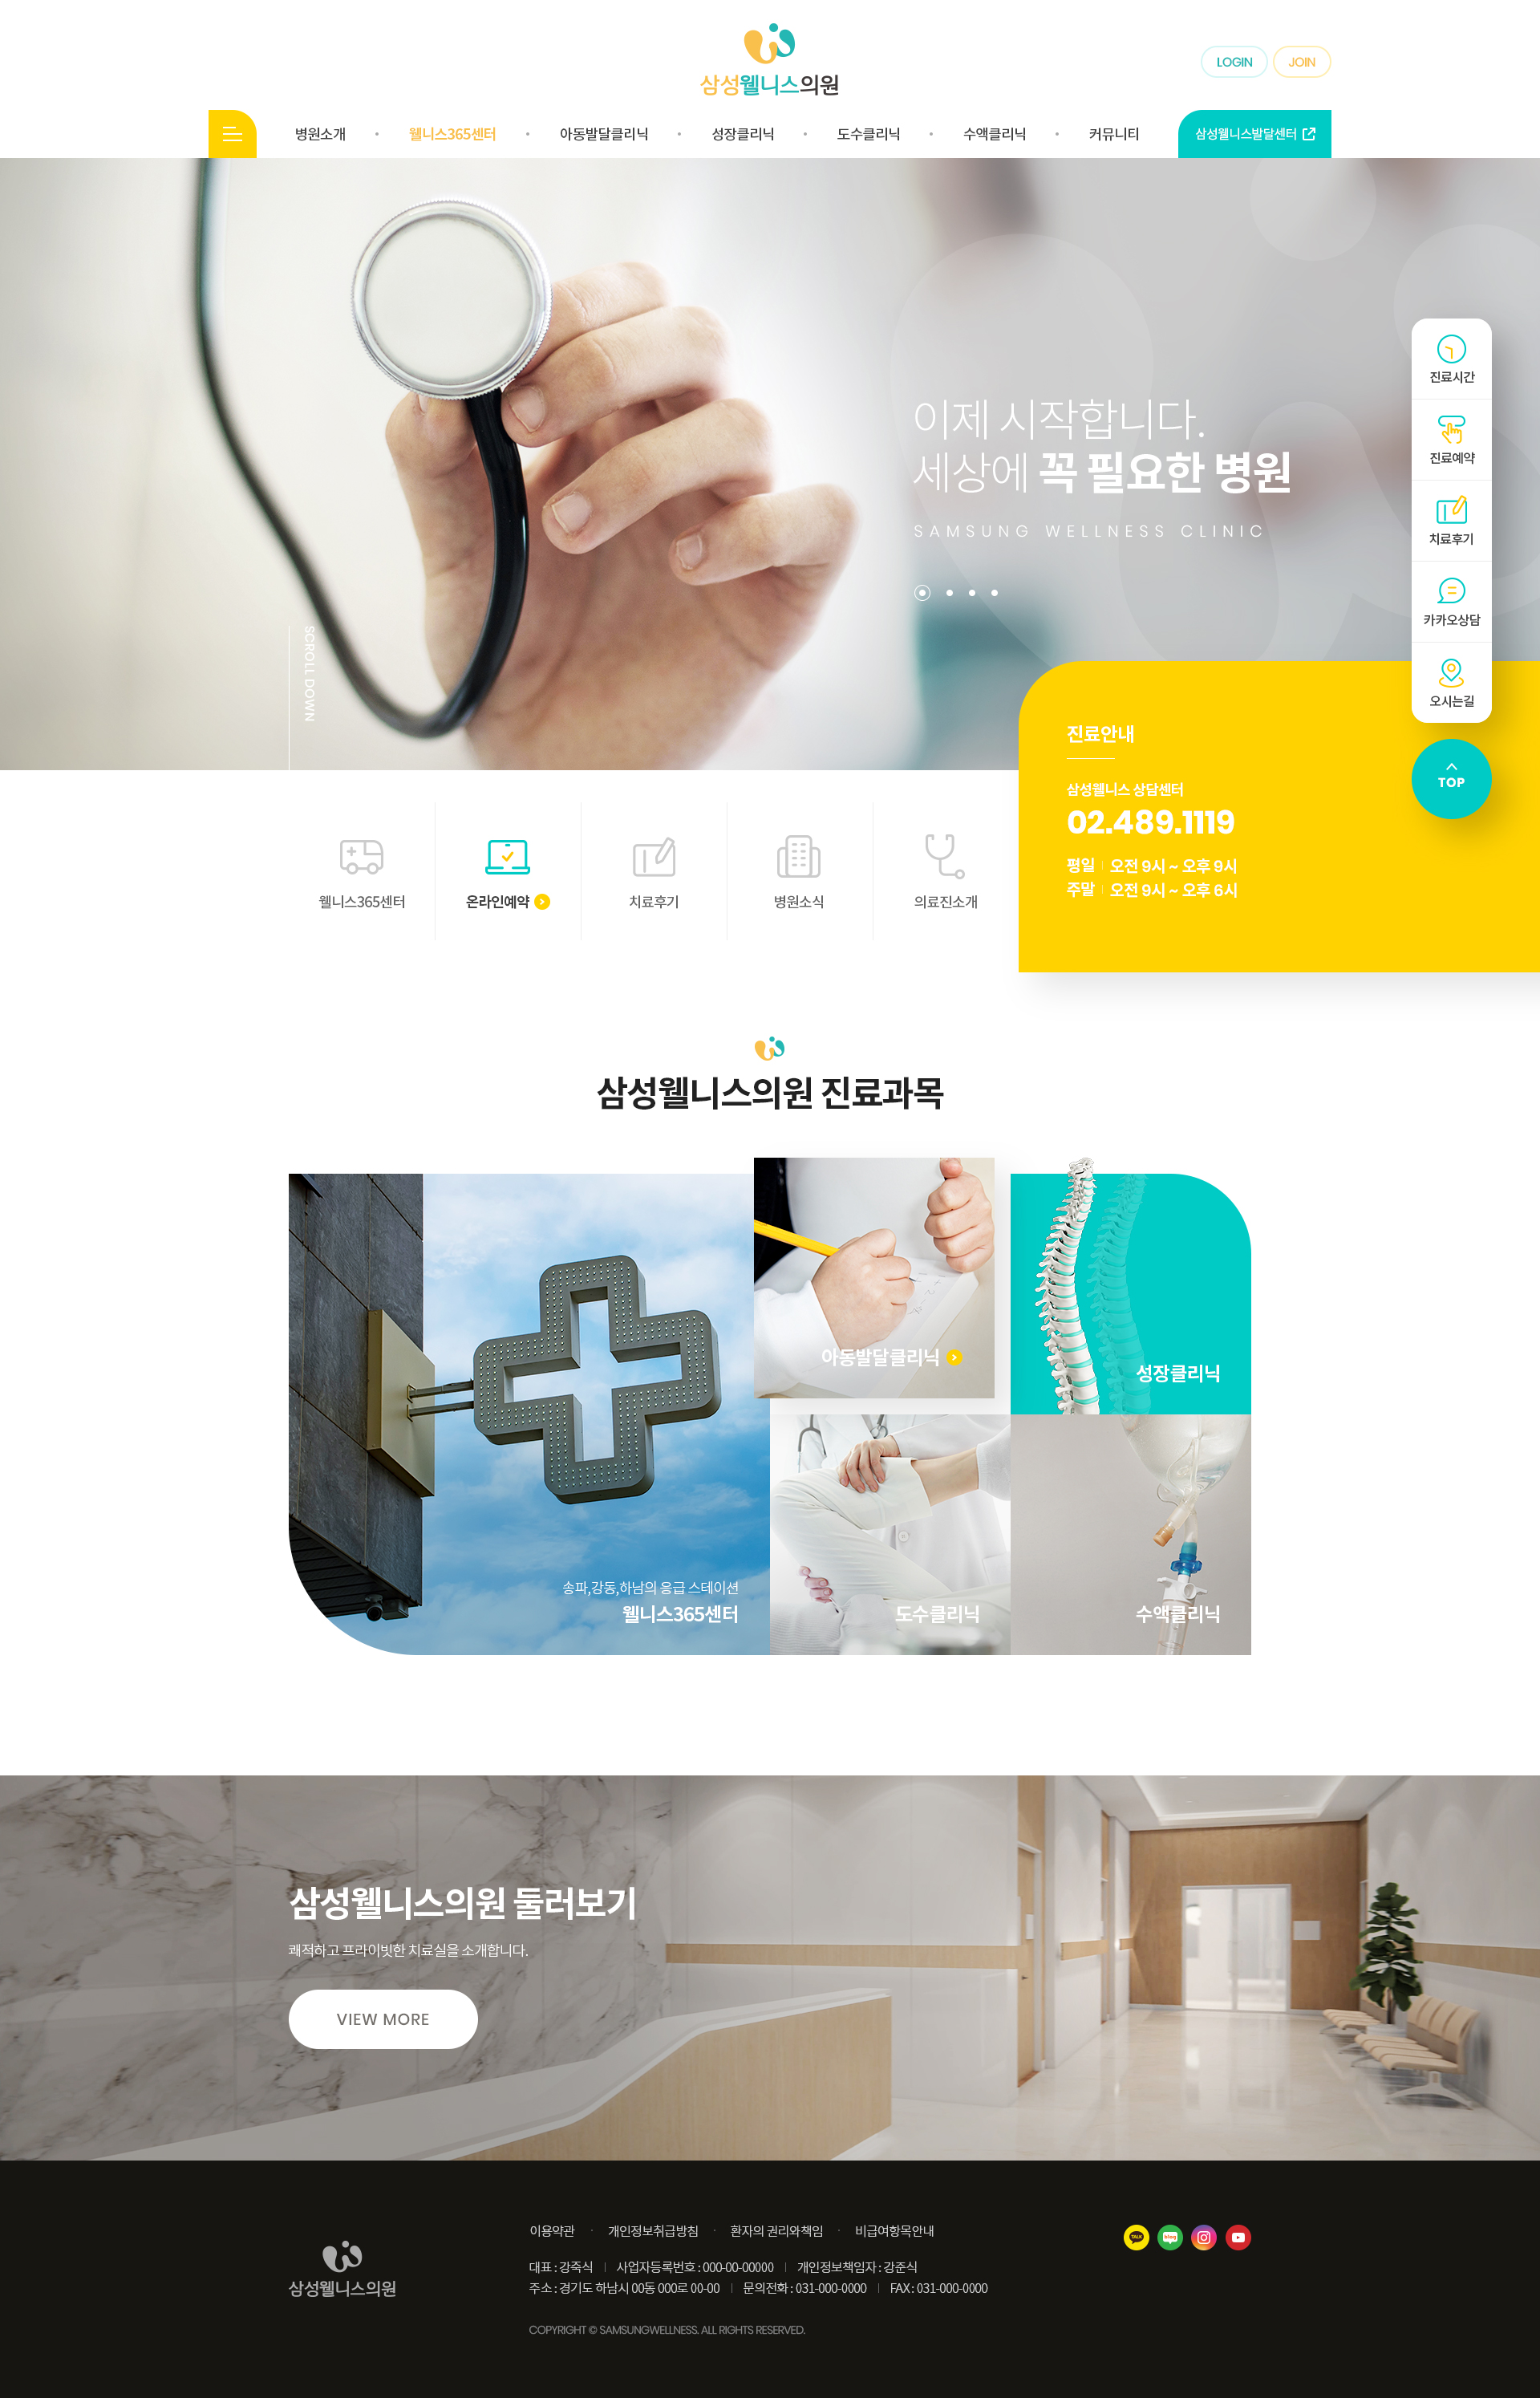 삼성웰니스의원
LOGIN
JOIN
병원소개
웰니스365센터
아동발달클리닉
성장클리닉
도수클리닉
수액클리닉
커뮤니티
삼성웰니스발달센터
이제 시작합니다.
세상에 꼭 필요한 병원
SAMSUNG WELLNESS CLINIC
SCROLL DOWN
진료시간
진료예약
치료후기
카카오상담
오시는길
TOP
진료안내
삼성웰니스 상담센터
02.489.1119
평일 | 오전 9시 ~ 오후 9시
주말 | 오전 9시 ~ 오후 6시
웰니스365센터
온라인예약
치료후기
병원소식
의료진소개
삼성웰니스의원 진료과목
아동발달클리닉
성장클리닉
송파,강동,하남의 응급 스테이션
웰니스365센터
도수클리닉
수액클리닉
삼성웰니스의원 둘러보기
쾌적하고 프라이빗한 치료실을 소개합니다.
VIEW MORE
삼성웰니스의원
이용약관 · 개인정보취급방침 · 환자의 권리와책임 · 비급여항목안내
TALK
blog
대표 : 강죽식 | 사업자등록번호 : 000-00-00000 | 개인정보책임자 : 강준식
주소 : 경기도 하남시 00동 000로 00-00 | 문의전화 : 031-000-0000 | FAX : 031-000-0000
COPYRIGHT © SAMSUNGWELLNESS. ALL RIGHTS RESERVED.